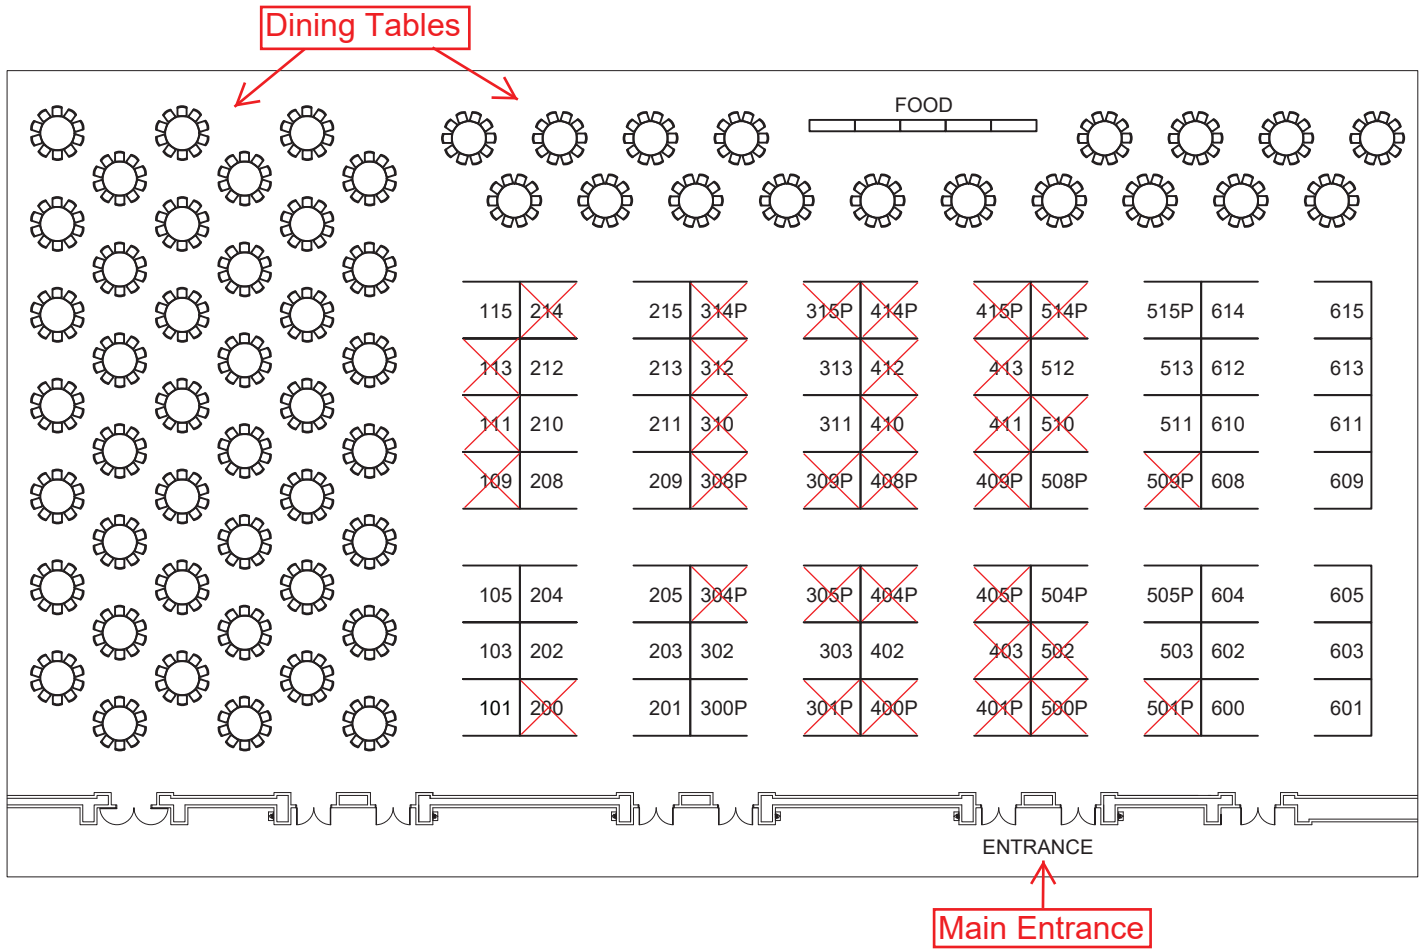 Dining Tables
FOOD
115 214 215 314P 315P 414P 415P 514P 515P 614 615
113 212 213 312 313 412 413 512 513 612 613
111 210 211 310 311 410 411 510 511 610 611
109 208 209 308P 309P 408P 409P 508P 509P 608 609
105 204 205 304P 305P 404P 405P 504P 505P 604 605
103 202 203 302 303 402 403 502 503 602 603
101 200 201 300P 301P 400P 401P 500P 501P 600 601
ENTRANCE
Main Entrance